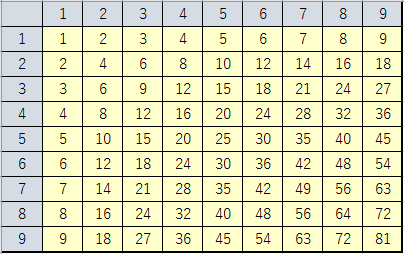 1 2 3 4 5 6 7 8 9
1 1 2 3 4 5 6 7 8 9
2 2 4 6 8 10 12 14 16 18
3 3 6 9 12 15 18 21 24 27
4 4 8 12 16 20 24 28 32 36
5 5 10 15 20 25 30 35 40 45
6 6 12 18 24 30 36 42 48 54
7 7 14 21 28 35 42 49 56 63
8 8 16 24 32 40 48 56 64 72
9 9 18 27 36 45 54 63 72 81